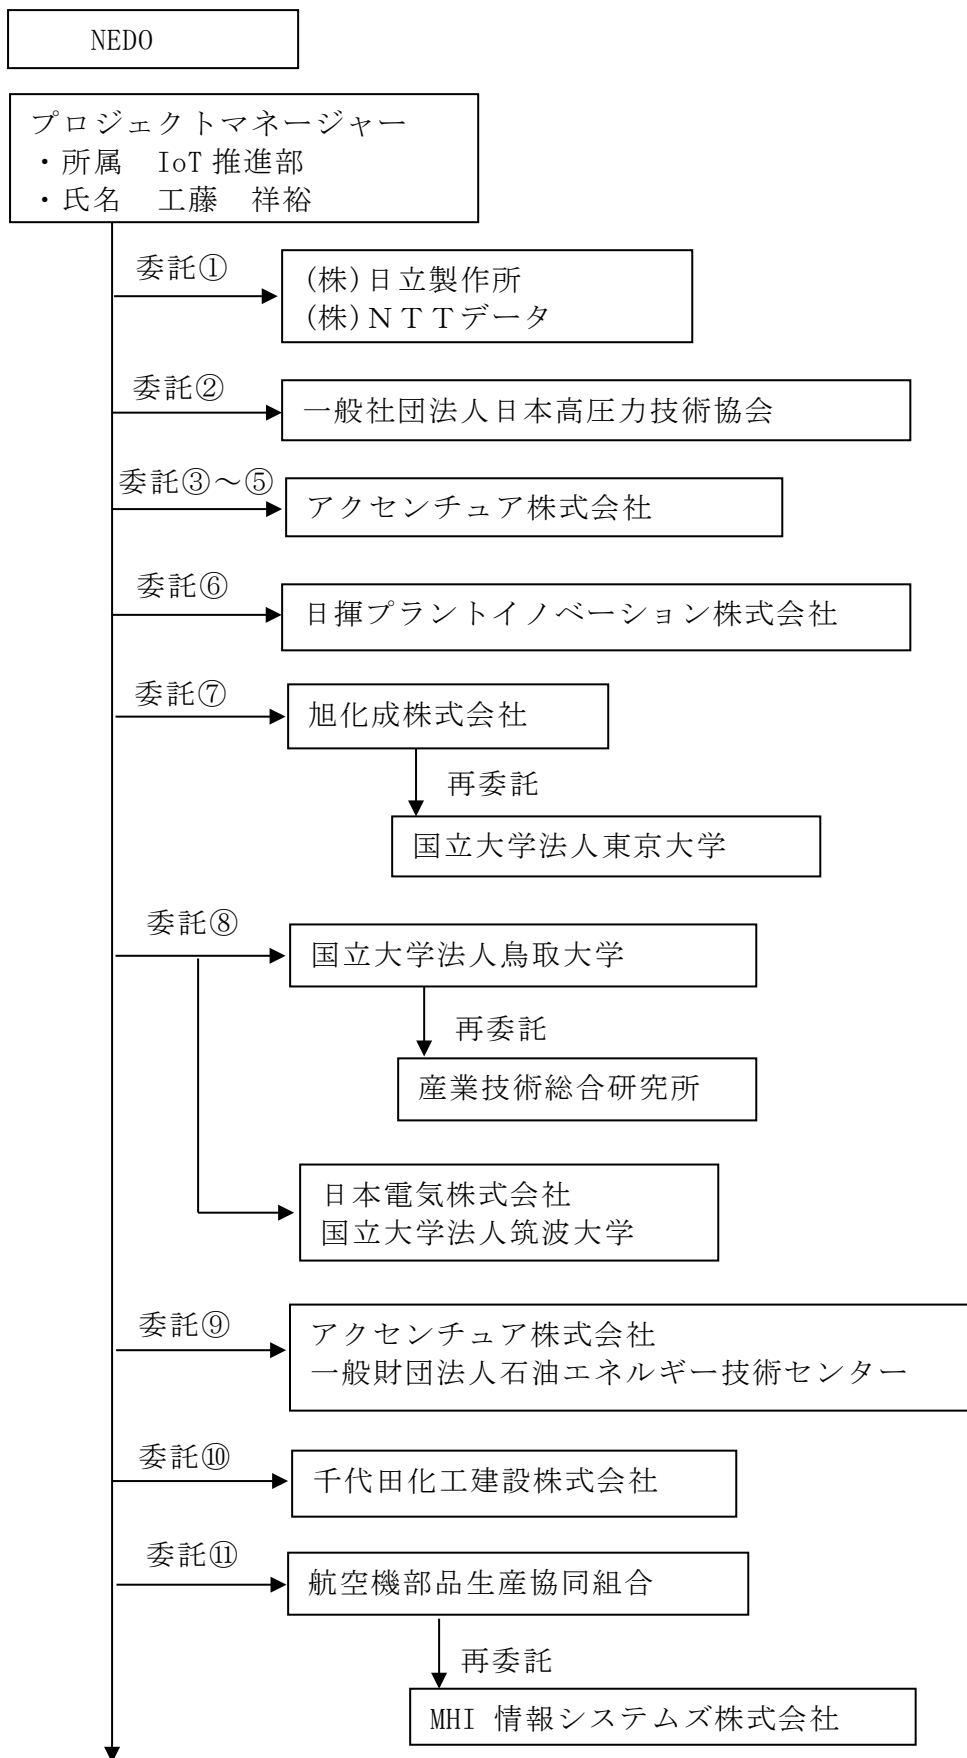 NEDO
プロジェクトマネージャー
・所属　IoT 推進部
・氏名　工藤　祥裕
委託①
(株)日立製作所
(株)ＮＴＴデータ
委託②
一般社団法人日本高圧力技術協会
委託③～⑤
アクセンチュア株式会社
委託⑥
日揮プラントイノベーション株式会社
委託⑦
旭化成株式会社
再委託
国立大学法人東京大学
委託⑧
国立大学法人鳥取大学
再委託
産業技術総合研究所
日本電気株式会社
国立大学法人筑波大学
委託⑨
アクセンチュア株式会社
一般財団法人石油エネルギー技術センター
委託⑩
千代田化工建設株式会社
委託⑪
航空機部品生産協同組合
再委託
MHI 情報システムズ株式会社